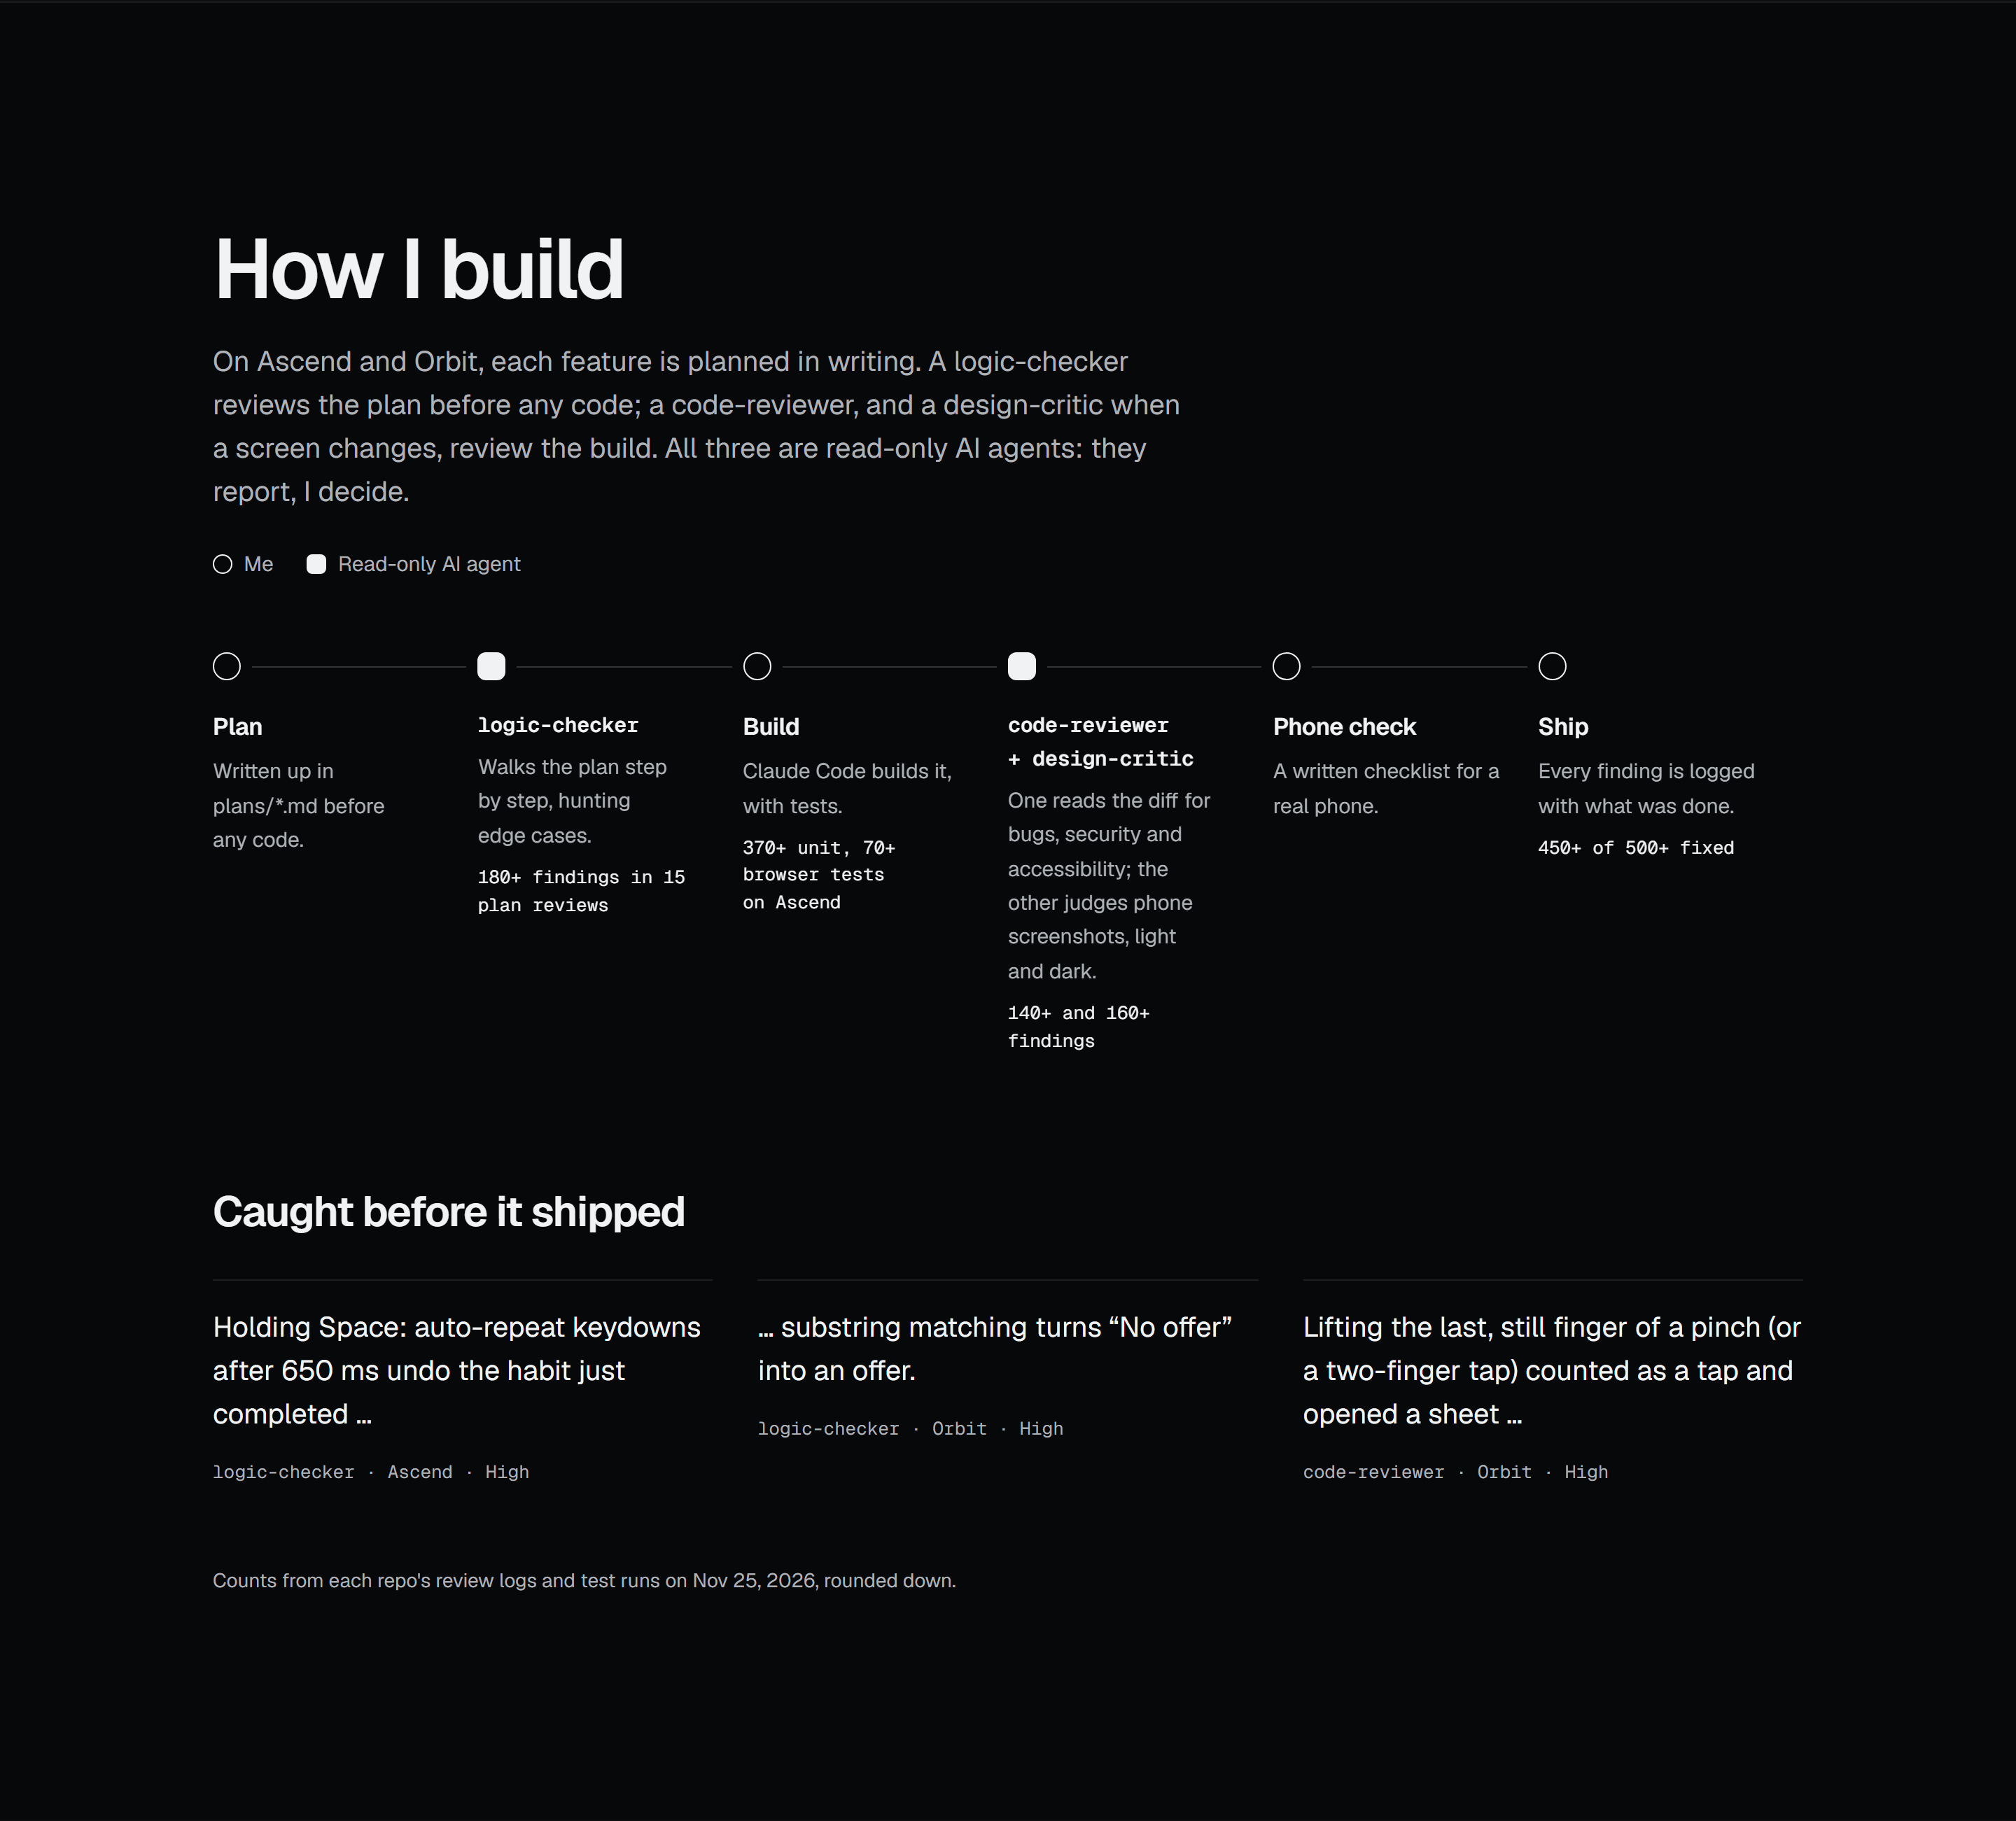 How I build
On Ascend and Orbit, each feature is planned in writing. A logic-checker
reviews the plan before any code; a code-reviewer, and a design-critic when
a screen changes, review the build. All three are read-only AI agents: they
report, I decide.
Me
Read-only AI agent
Plan
Written up in
plans/*.md before
any code.
logic-checker
Walks the plan step
by step, hunting
edge cases.
180+ findings in 15
plan reviews
Build
Claude Code builds it,
with tests.
370+ unit, 70+
browser tests
on Ascend
code-reviewer
+ design-critic
One reads the diff for
bugs, security and
accessibility; the
other judges phone
screenshots, light
and dark.
140+ and 160+
findings
Phone check
A written checklist for a
real phone.
Ship
Every finding is logged
with what was done.
450+ of 500+ fixed
Caught before it shipped
Holding Space: auto-repeat keydowns
after 650 ms undo the habit just
completed …
logic-checker · Ascend · High
… substring matching turns “No offer”
into an offer.
logic-checker · Orbit · High
Lifting the last, still finger of a pinch (or
a two-finger tap) counted as a tap and
opened a sheet …
code-reviewer · Orbit · High
Counts from each repo's review logs and test runs on Nov 25, 2026, rounded down.